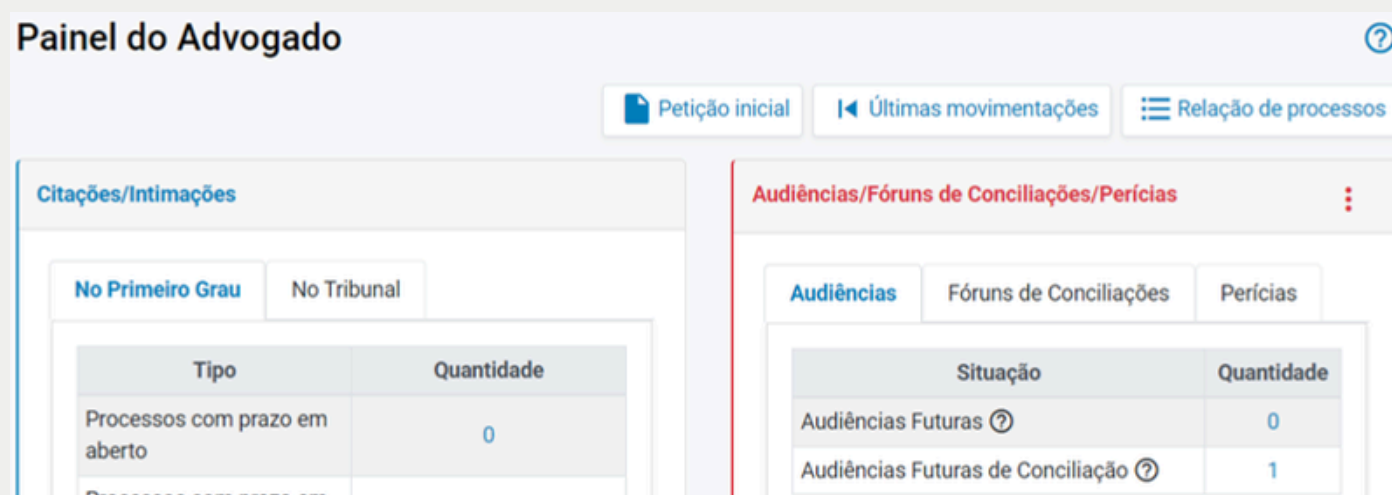 Painel do Advogado
Petição inicial
Últimas movimentações
Relação de processos
Citações/Intimações
No Primeiro Grau
No Tribunal
Tipo
Quantidade
Processos com prazo em
aberto
0
Audiências/Fóruns de Conciliações/Perícias
Audiências
Fóruns de Conciliações
Perícias
Situação
Quantidade
Audiências Futuras
0
Audiências Futuras de Conciliação
1